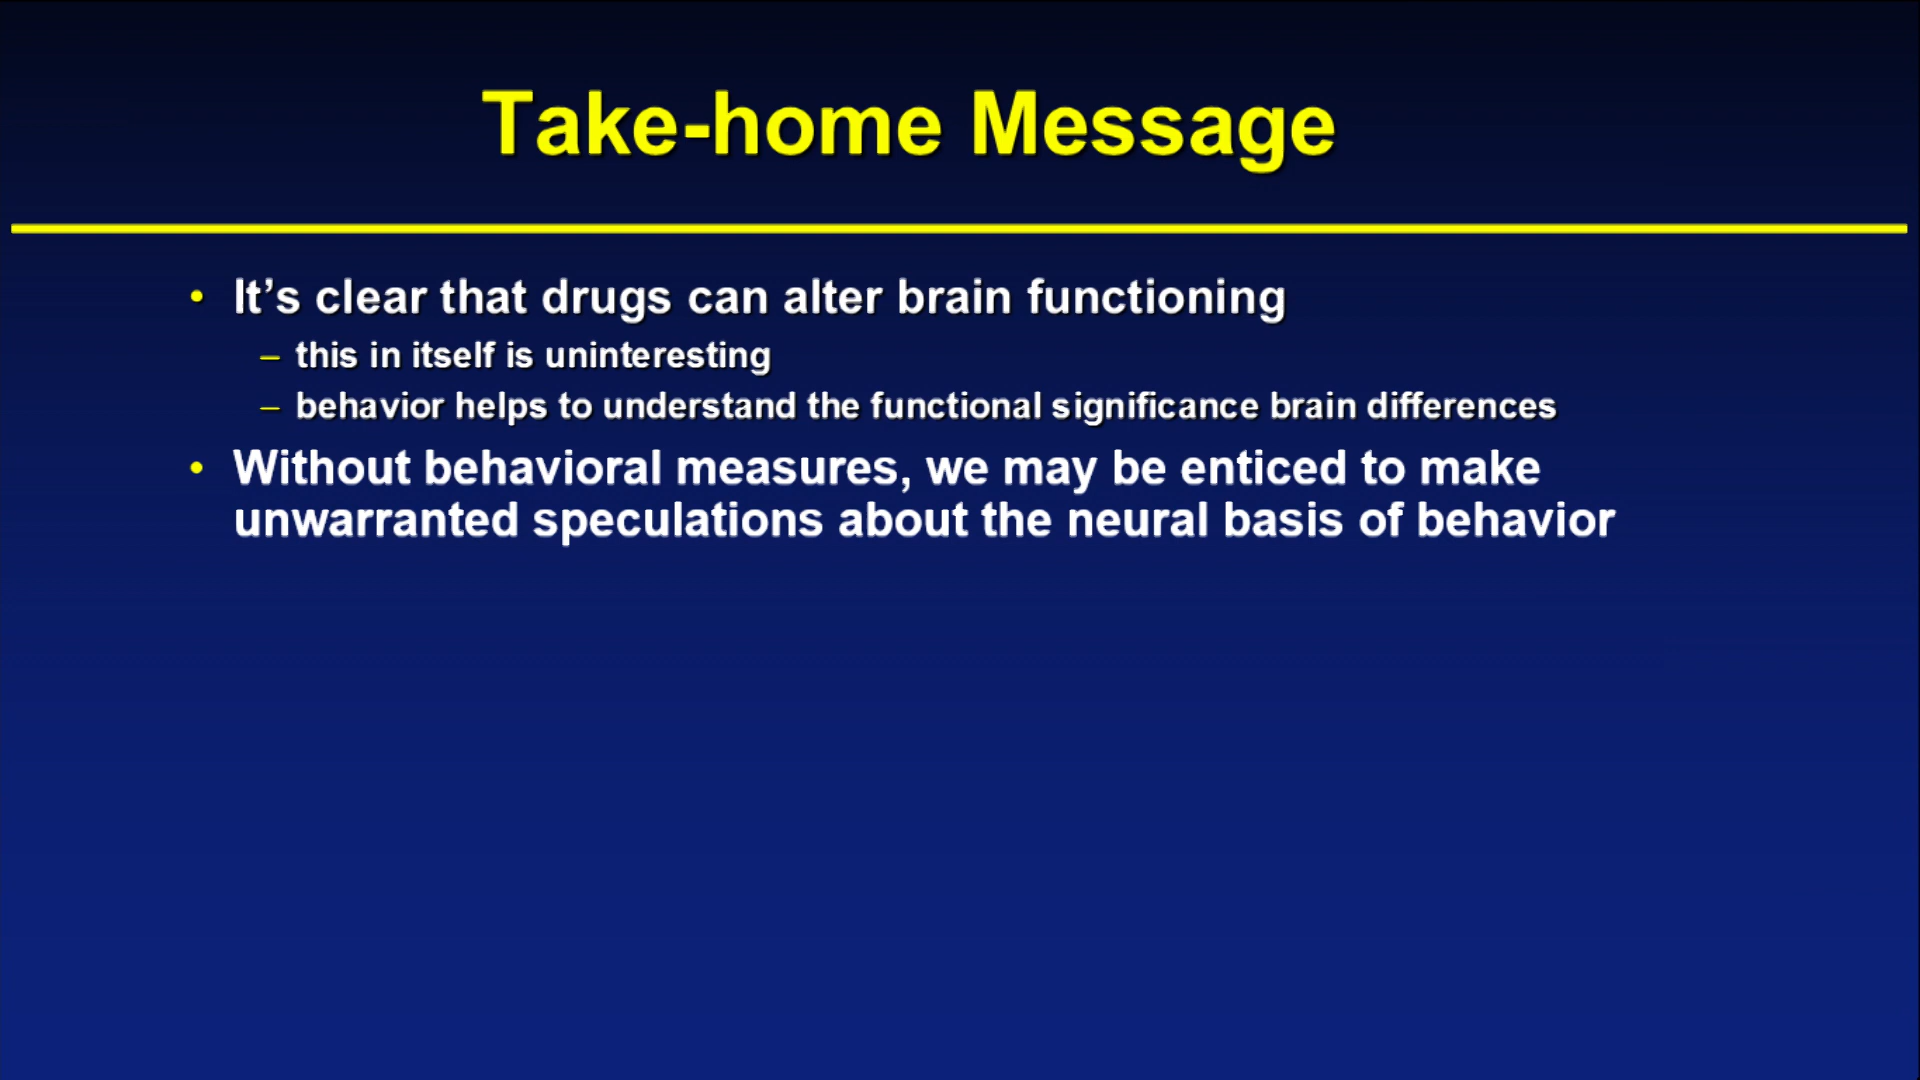 Take-home Message
• It’s clear that drugs can alter brain functioning
– this in itself is uninteresting
– behavior helps to understand the functional significance brain differences
• Without behavioral measures, we may be enticed to make
unwarranted speculations about the neural basis of behavior